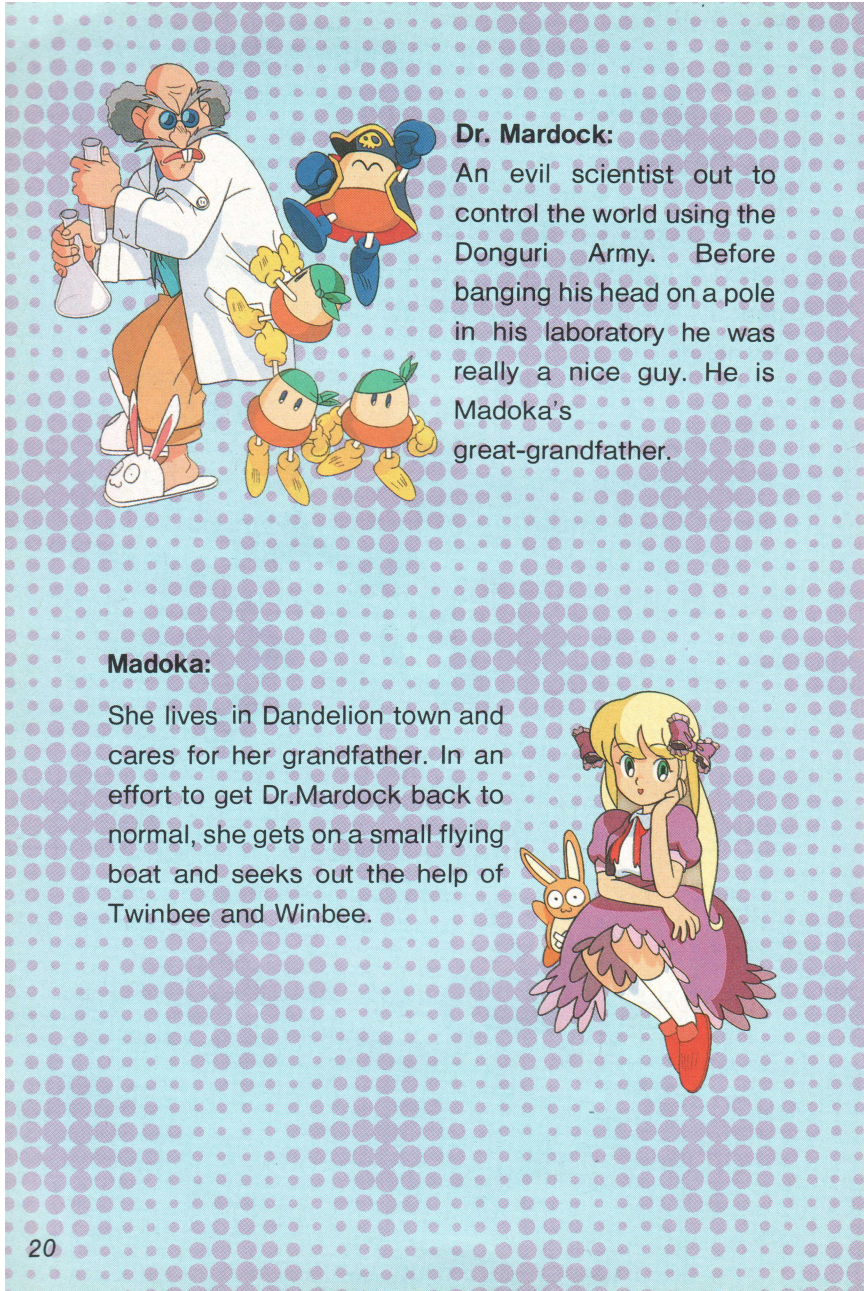 Dr. Mardock:
An evil scientist out to
control the world using the
Donguri Army. Before
banging his head on a pole
in his laboratory he was
really a nice guy. He is
Madoka's
great-grandfather.
Madoka:
She lives in Dandelion town and
cares for her grandfather. In an
effort to get Dr.Mardock back to
normal, she gets on a small flying
boat and seeks out the help of
Twinbee and Winbee.
20